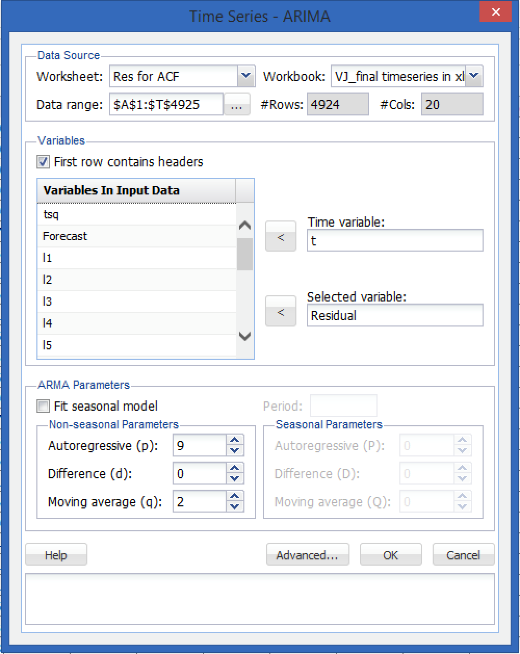 Time Series - ARIMA
x
Data Source
Worksheet: Res for ACF Workbook: VJ_final timeseries in xl
Data range: $A$1:$T$4925 ... #Rows: 4924 #Cols: 20
Variables
First row contains headers
Variables In Input Data
tsq
Forecast
l1
l2
l3
l4
l5
< Time variable:
t
< Selected variable:
Residual
ARMA Parameters
Fit seasonal model Period:
Non-seasonal Parameters
Autoregressive (p): 9
Difference (d): 0
Moving average (q): 2
Seasonal Parameters
Autoregressive (P): 0
Difference (D): 0
Moving average (Q): 0
Help Advanced... OK Cancel